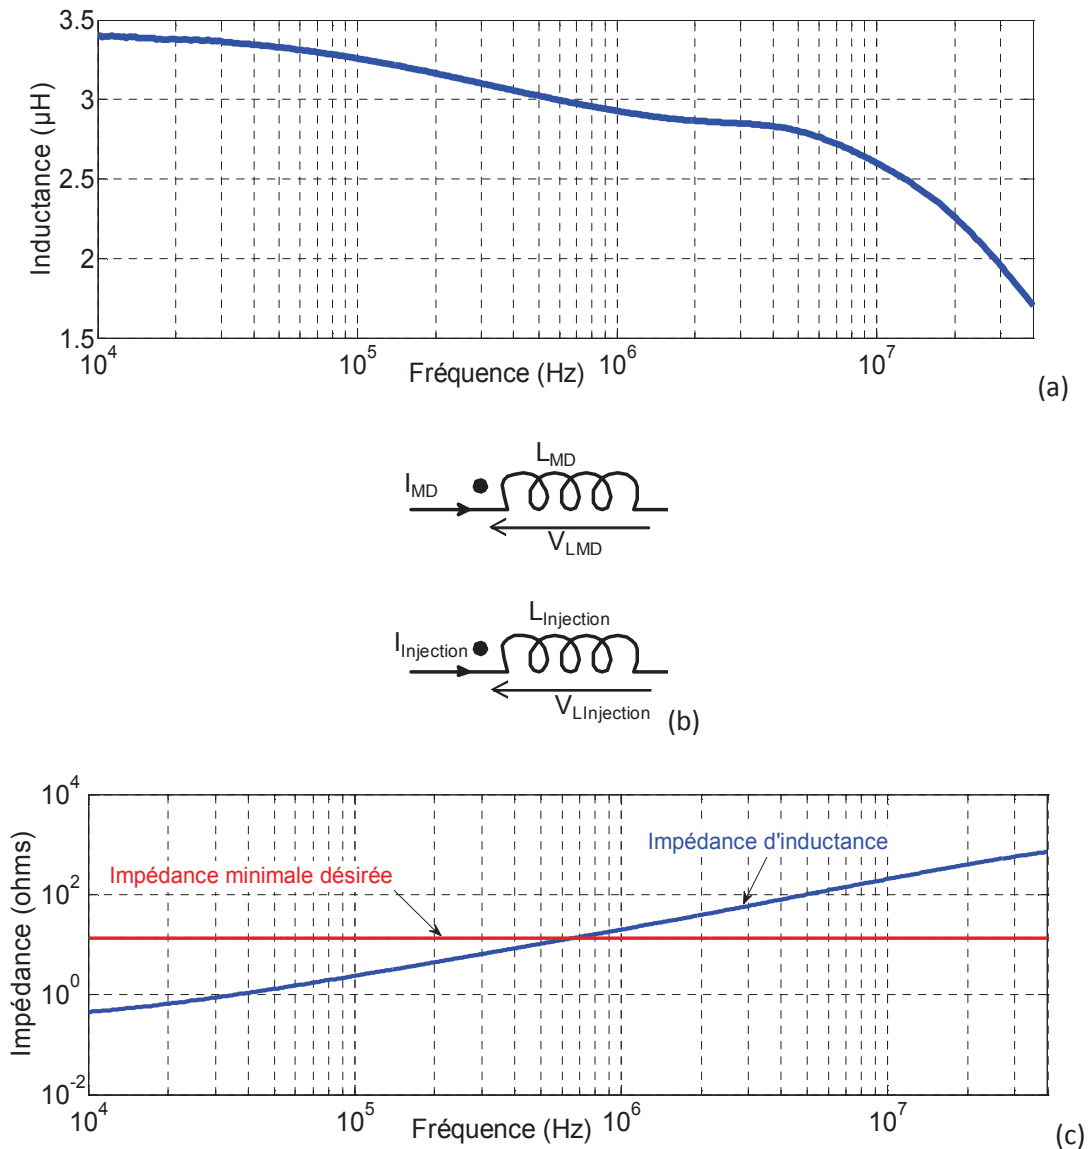 3.5
3
2.5
2
1.5
Inductance (µH)
10^4 10^5 10^6 10^7
Fréquence (Hz)
(a)
L_MD
I_MD
V_LMD
L_Injection
I_Injection
V_LInjection
(b)
10^4
10^2
10^0
10^-2
Impédance (ohms)
Impédance d'inductance
Impédance minimale désirée
10^4 10^5 10^6 10^7
Fréquence (Hz)
(c)